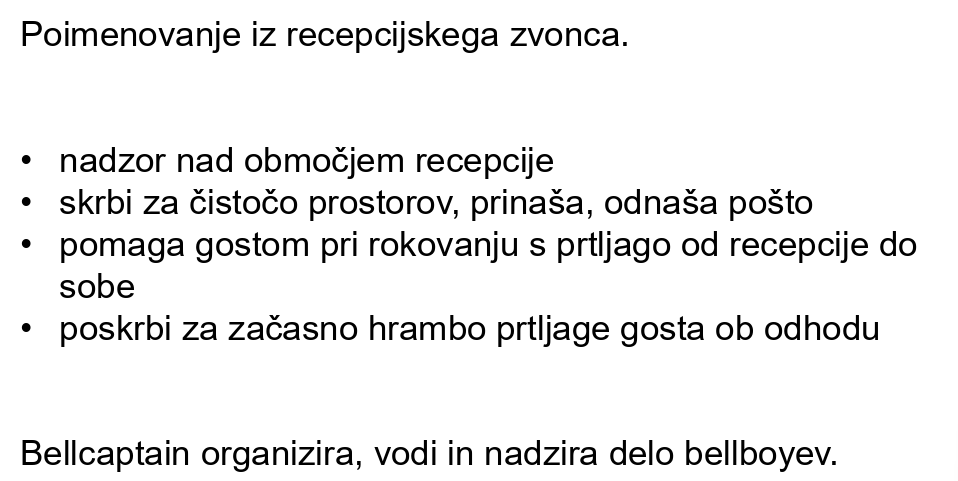 Poimenovanje iz recepcijskega zvonca.
• nadzor nad območjem recepcije
• skrbi za čistočo prostorov, prinaša, odnaša pošto
• pomaga gostom pri rokovanju s prtljago od recepcije do
sobe
• poskrbi za začasno hrambo prtljage gosta ob odhodu
Bellcaptain organizira, vodi in nadzira delo bellboyev.